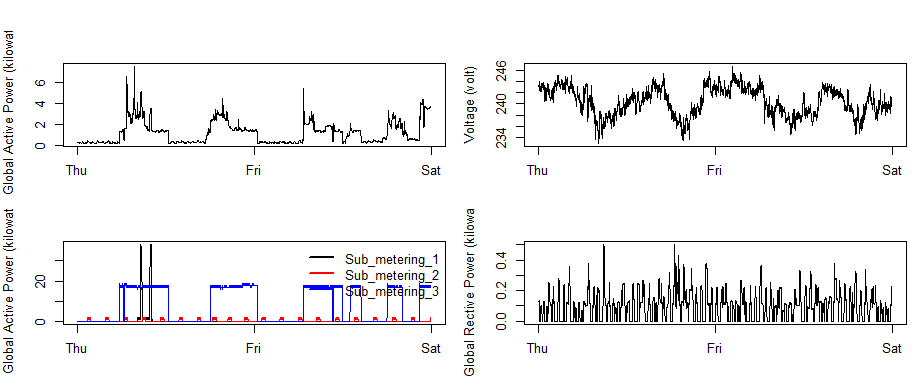 Global Active Power (kilowat
0 2 4 6
Thu Fri Sat
Voltage (volt)
234 240 246
Thu Fri Sat
Global Active Power (kilowat
0 20
Sub_metering_1
Sub_metering_2
Sub_metering_3
Thu Fri Sat
Global Rective Power (kilowa
0.0 0.2 0.4
Thu Fri Sat